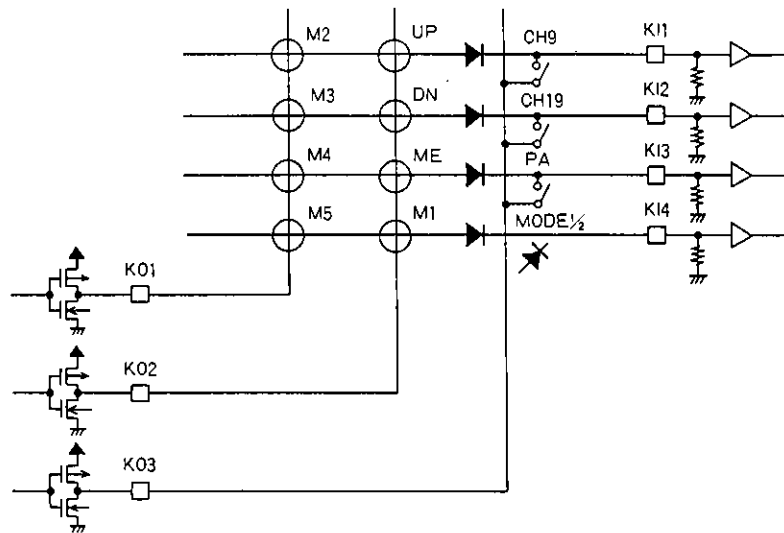 M2 UP CH9 KI1
M3 DN CH19 KI2
M4 ME PA KI3
M5 M1 MODE½ KI4
KO1
KO2
KO3